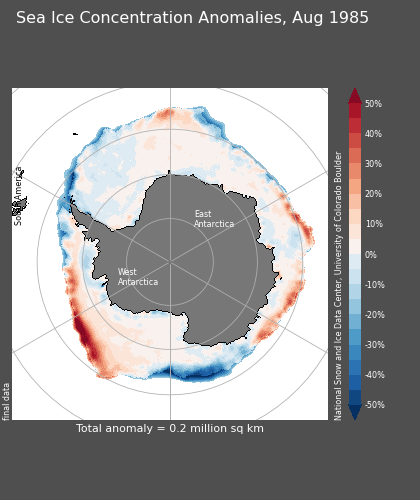 Sea Ice Concentration Anomalies, Aug 1985
South America
East
Antarctica
West
Antarctica
final data
National Snow and Ice Data Center, University of Colorado Boulder
50%
40%
30%
20%
10%
0%
-10%
-20%
-30%
-40%
-50%
Total anomaly = 0.2 million sq km